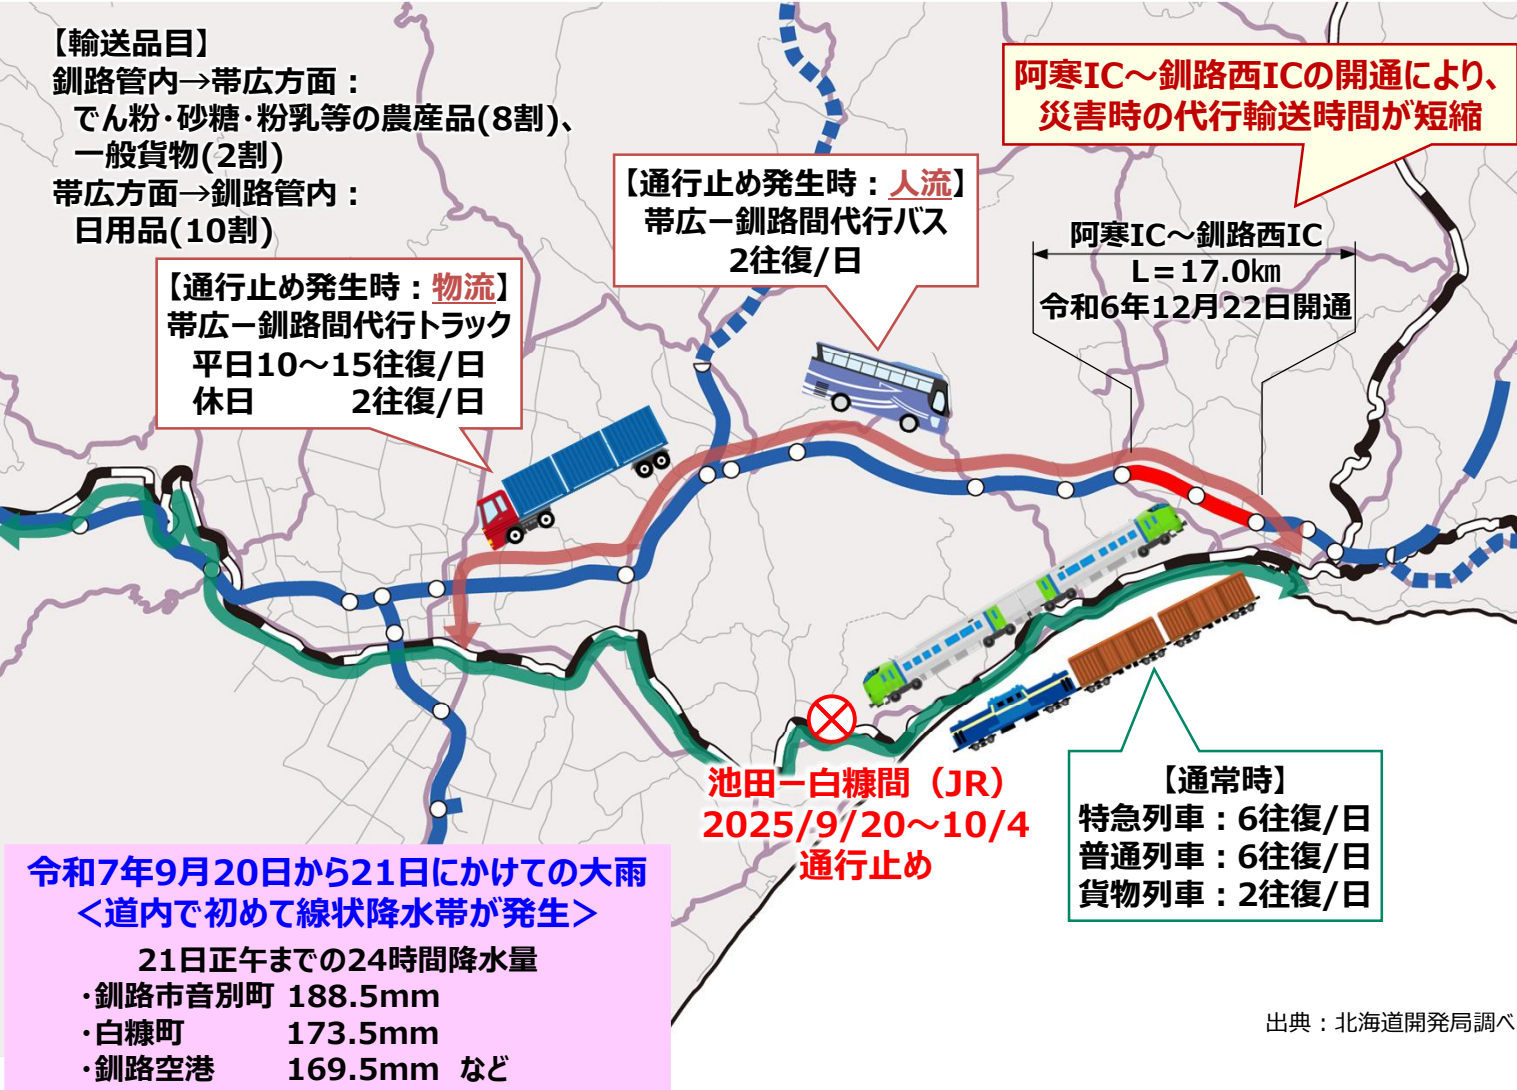 【輸送品目】
釧路管内→帯広方面：
でん粉･砂糖･粉乳等の農産品(8割)、
一般貨物(2割)
帯広方面→釧路管内：
日用品(10割)
【通行止め発生時：物流】
帯広ー釧路間代行トラック
平日10～15往復/日
休日　　　2往復/日
【通行止め発生時：人流】
帯広ー釧路間代行バス
2往復/日
阿寒IC～釧路西ICの開通により、
災害時の代行輸送時間が短縮
阿寒IC～釧路西IC
L＝17.0㎞
令和6年12月22日開通
池田ー白糠間（JR）
2025/9/20～10/4
通行止め
【通常時】
特急列車：6往復/日
普通列車：6往復/日
貨物列車：2往復/日
令和7年9月20日から21日にかけての大雨
＜道内で初めて線状降水帯が発生＞
21日正午までの24時間降水量
･釧路市音別町 188.5mm
･白糠町　　　 173.5mm
･釧路空港　　 169.5mm など
出典：北海道開発局調べ